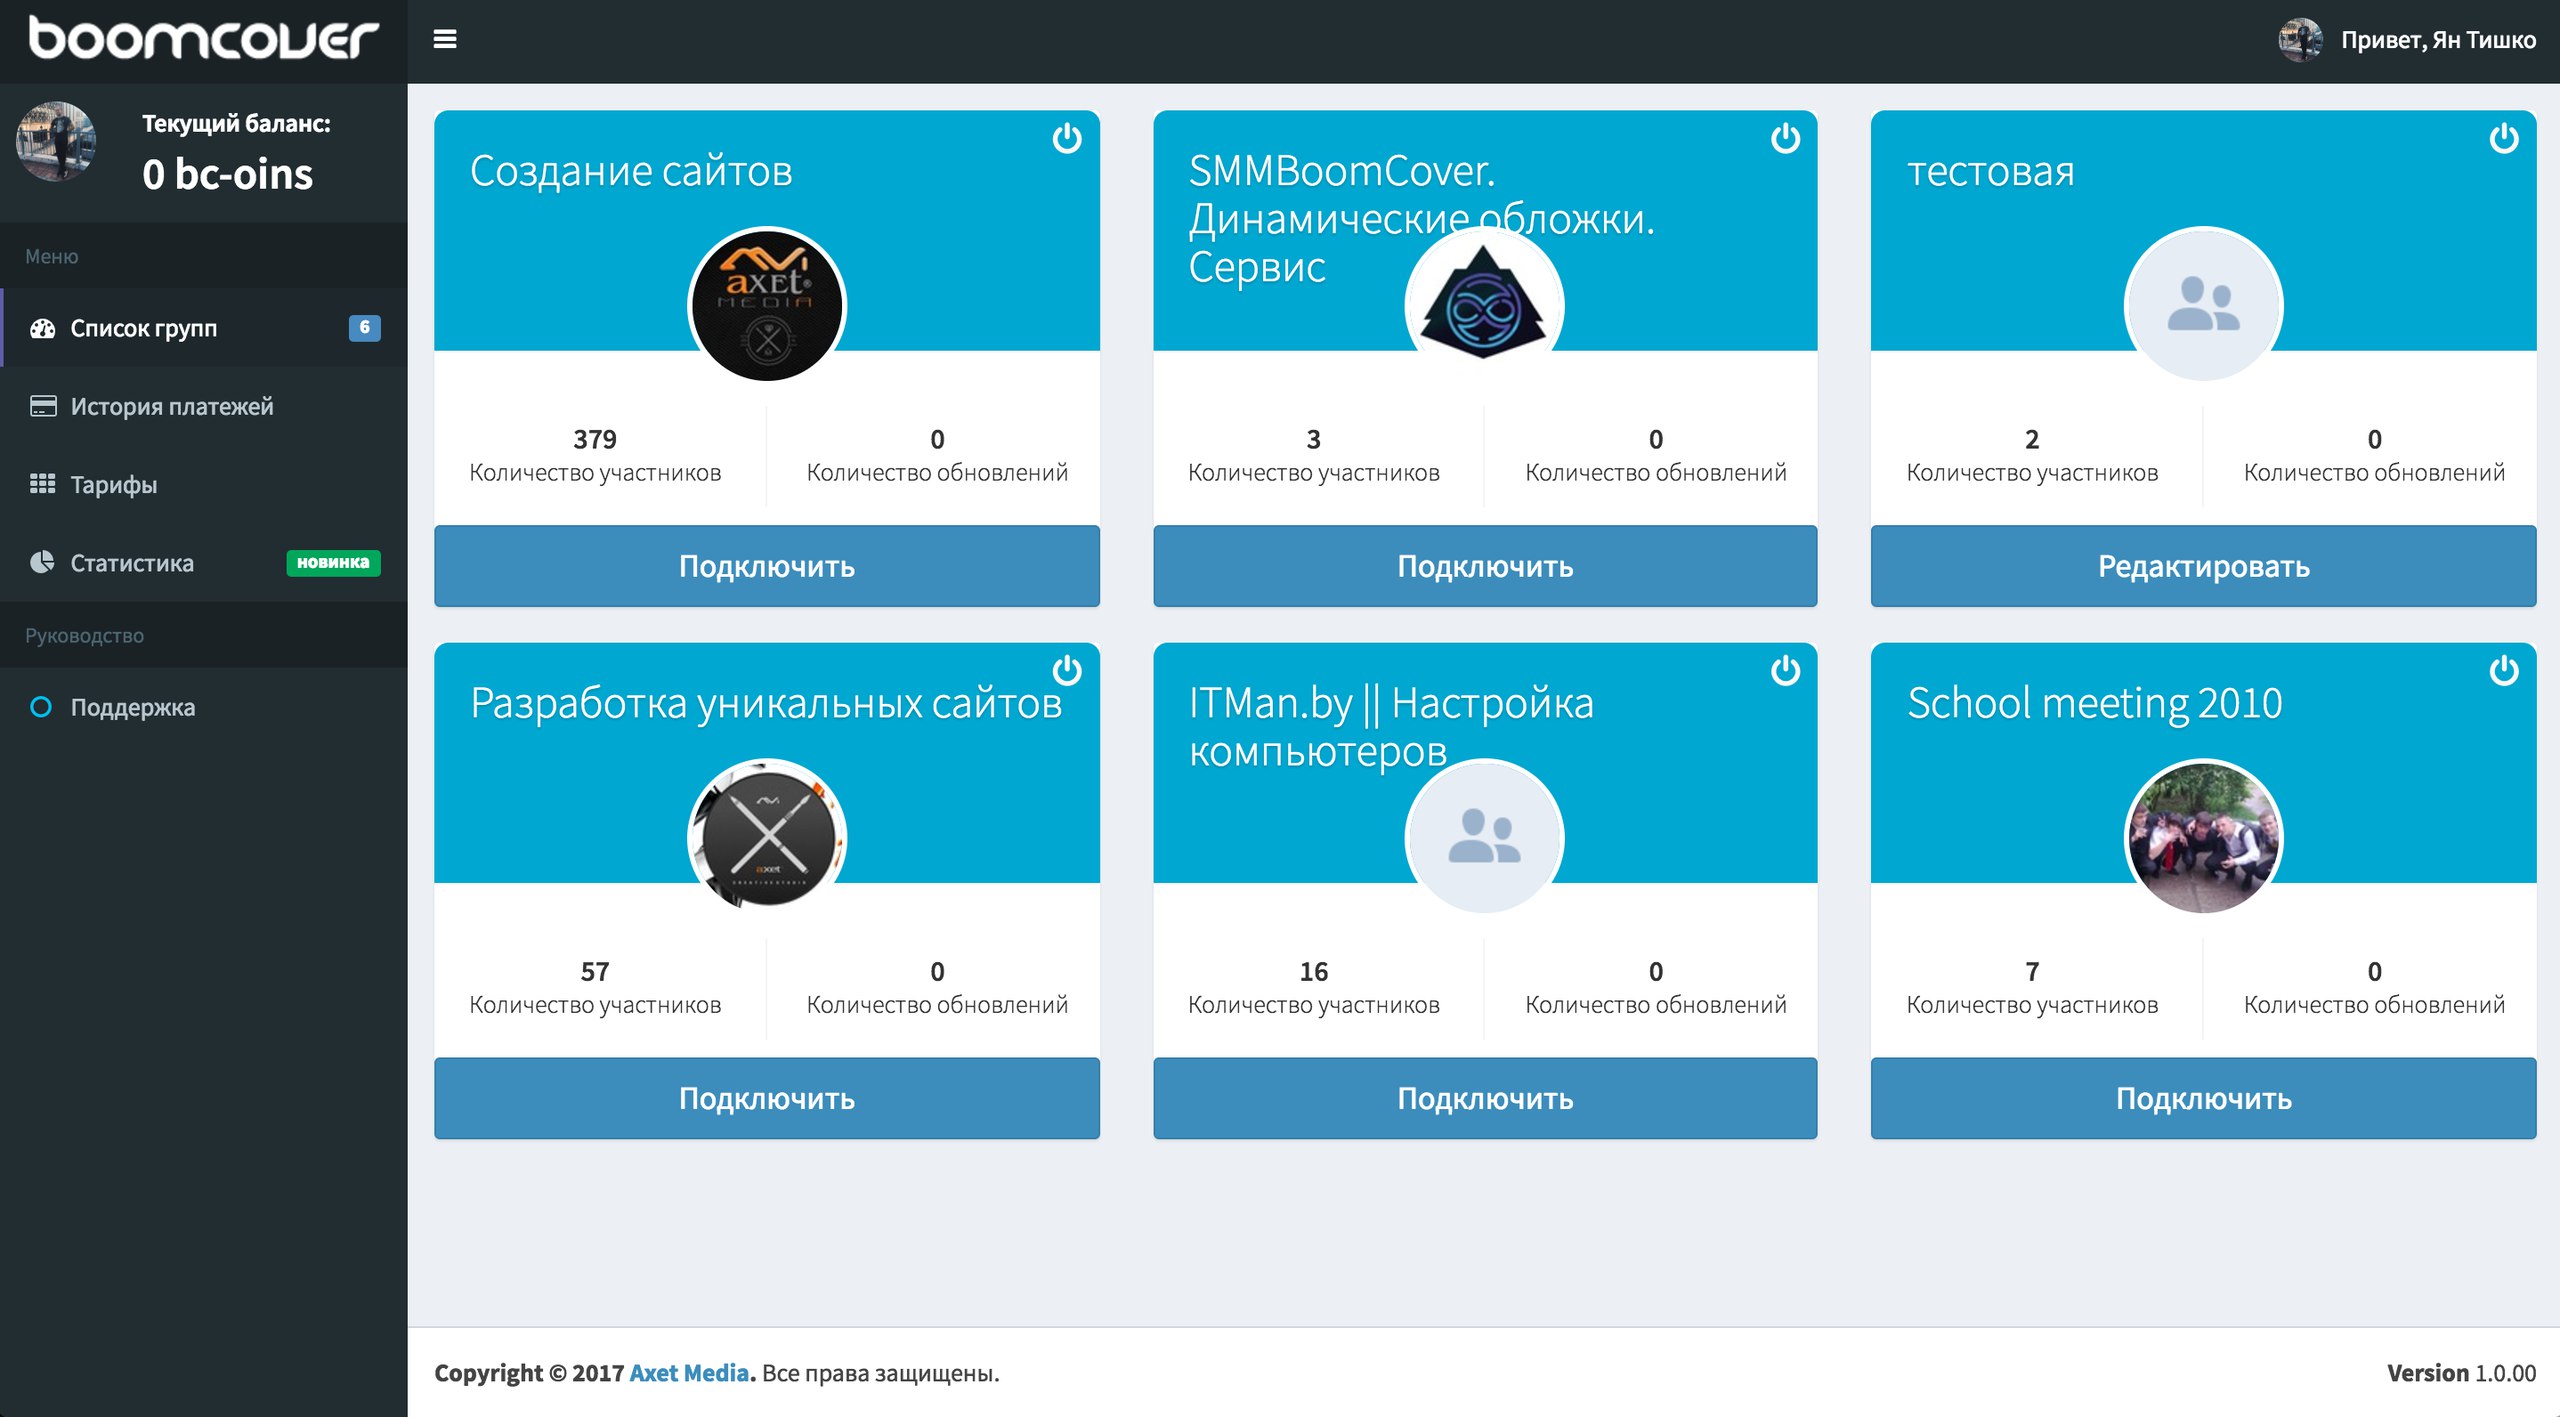 boomcover
Привет, Ян Тишко
Текущий баланс:
0 bc-oins
Меню
Список групп
6
История платежей
Тарифы
Статистика
новинка
Руководство
Поддержка
Создание сайтов
axet
MEDIA
379
Количество участников
0
Количество обновлений
Подключить
SMMBoomCover.
Динамические обложки.
Сервис
3
Количество участников
0
Количество обновлений
Подключить
тестовая
2
Количество участников
0
Количество обновлений
Редактировать
Разработка уникальных сайтов
axet
57
Количество участников
0
Количество обновлений
Подключить
ITMan.by || Настройка
компьютеров
16
Количество участников
0
Количество обновлений
Подключить
School meeting 2010
7
Количество участников
0
Количество обновлений
Подключить
Copyright © 2017 Axet Media. Все права защищены.
Version 1.0.00